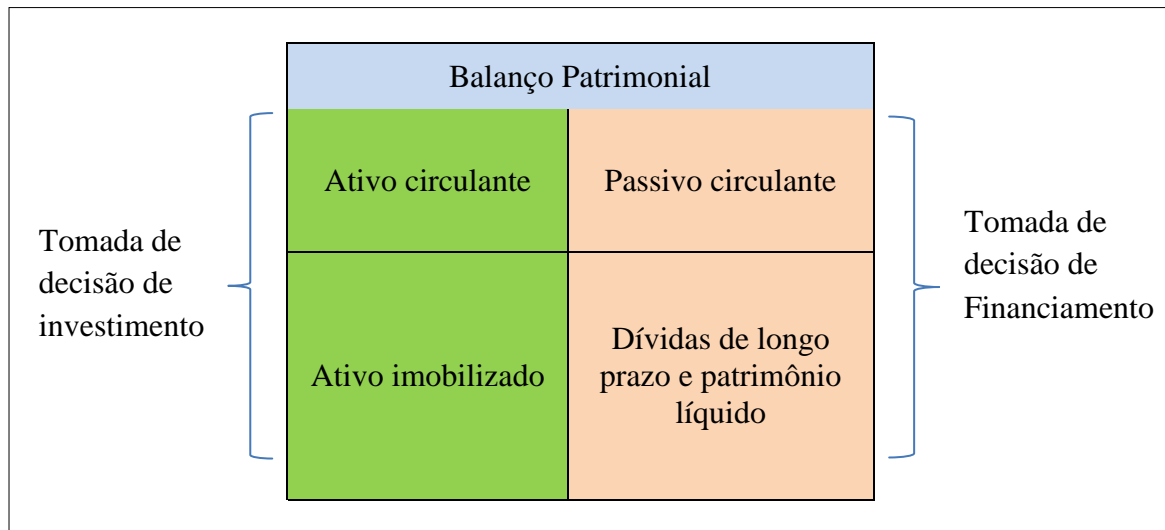 Balanço Patrimonial
Tomada de
decisão de
investimento
Ativo circulante
Passivo circulante
Ativo imobilizado
Dívidas de longo
prazo e patrimônio
líquido
Tomada de
decisão de
Financiamento